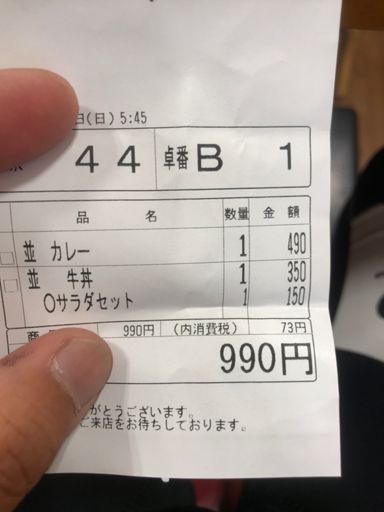 (日) 5:45
44 卓番 B 1
品 名 数量 金 額
並 カレー 1 490
並 牛丼 1 350
○サラダセット 1 150
990円 (内消費税) 73円
990円
がとうございます。
ご来店をお待ちしております。